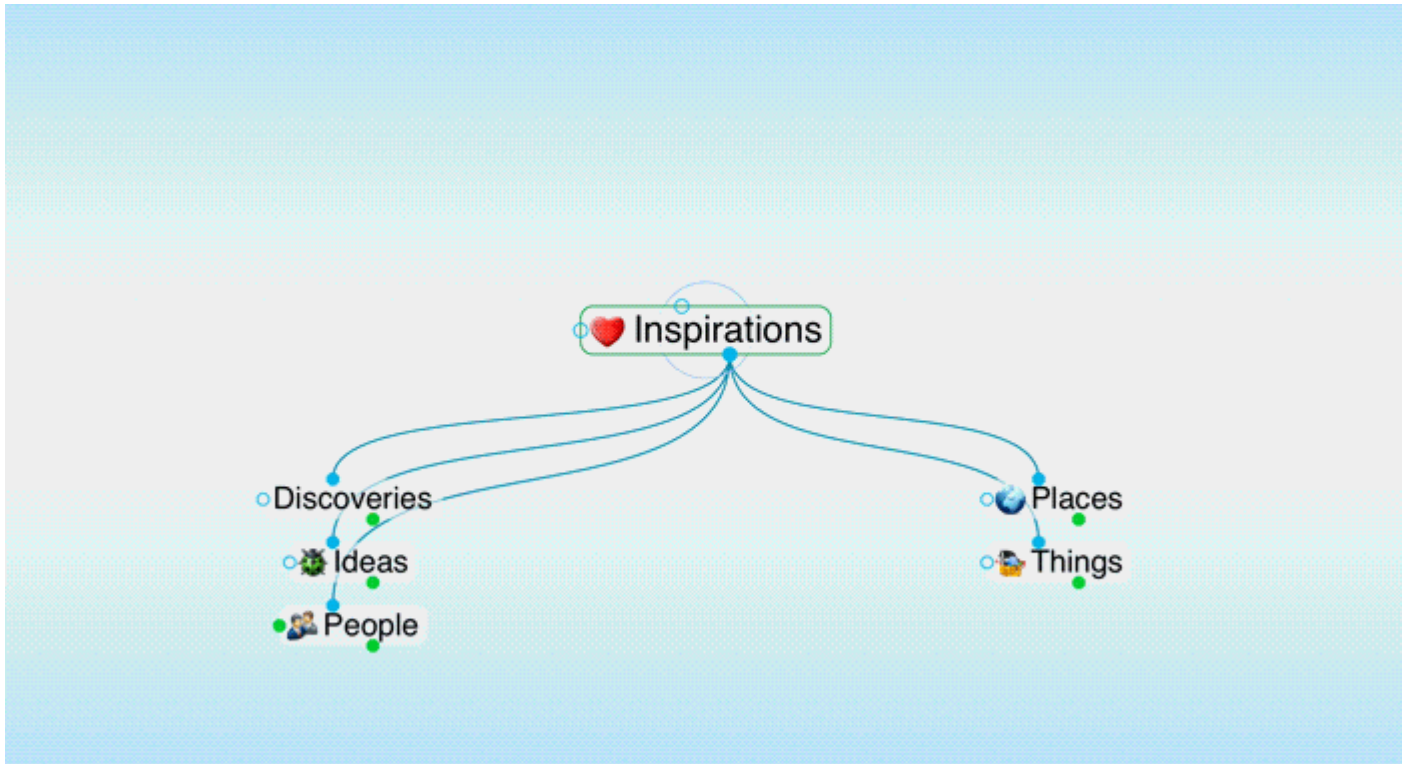 Inspirations
Discoveries
Places
Ideas
Things
People